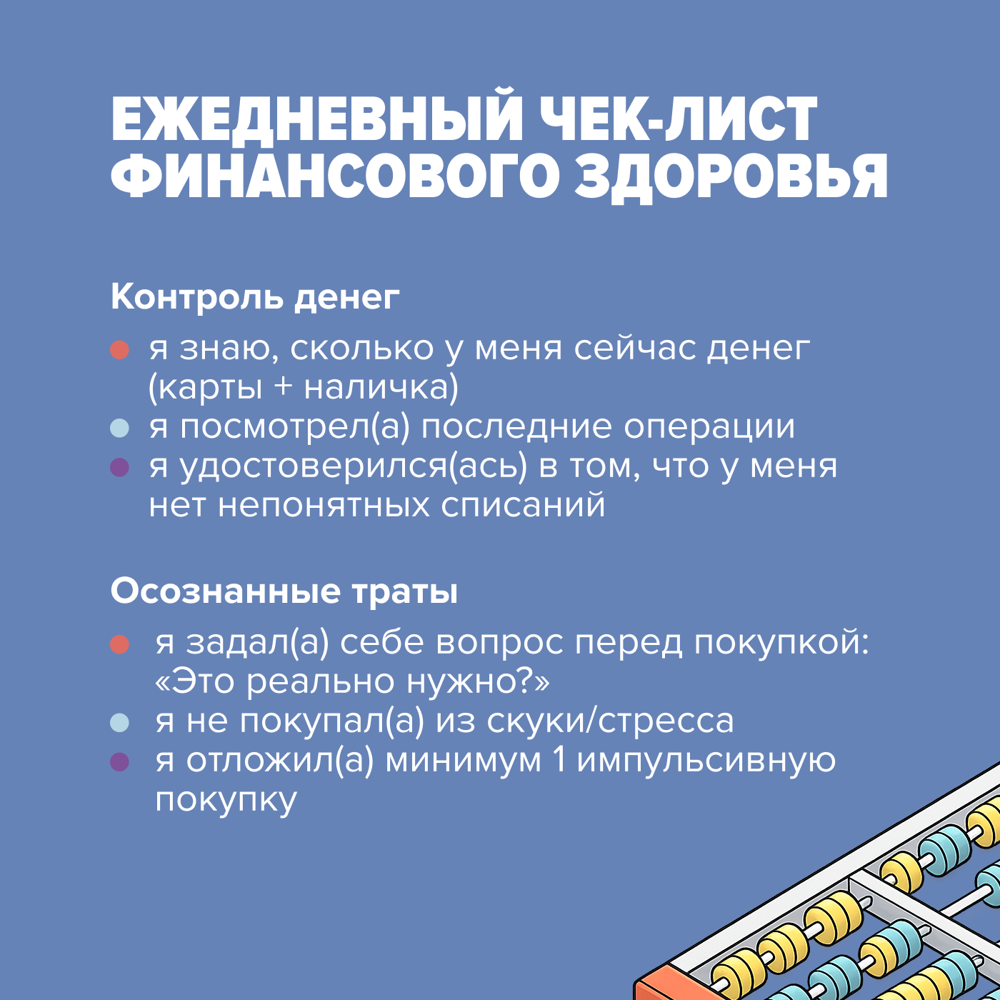 ЕЖЕДНЕВНЫЙ ЧЕК-ЛИСТ
ФИНАНСОВОГО ЗДОРОВЬЯ
Контроль денег
я знаю, сколько у меня сейчас денег
(карты + наличка)
я посмотрел(а) последние операции
я удостоверился(ась) в том, что у меня
нет непонятных списаний
Осознанные траты
я задал(а) себе вопрос перед покупкой:
«Это реально нужно?»
я не покупал(а) из скуки/стресса
я отложил(а) минимум 1 импульсивную
покупку